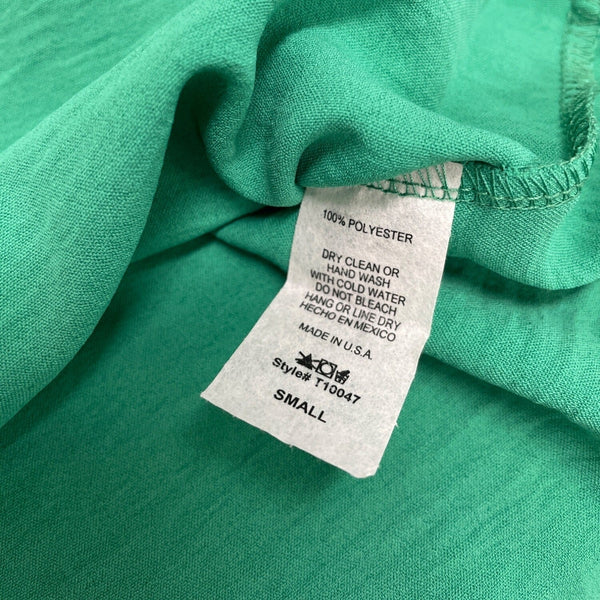 100% POLYESTER
DRY CLEAN OR
HAND WASH
WITH COLD WATER
DO NOT BLEACH
HANG OR LINE DRY
HECHO EN MEXICO
MADE IN U.S.A.
Style# T10047
SMALL